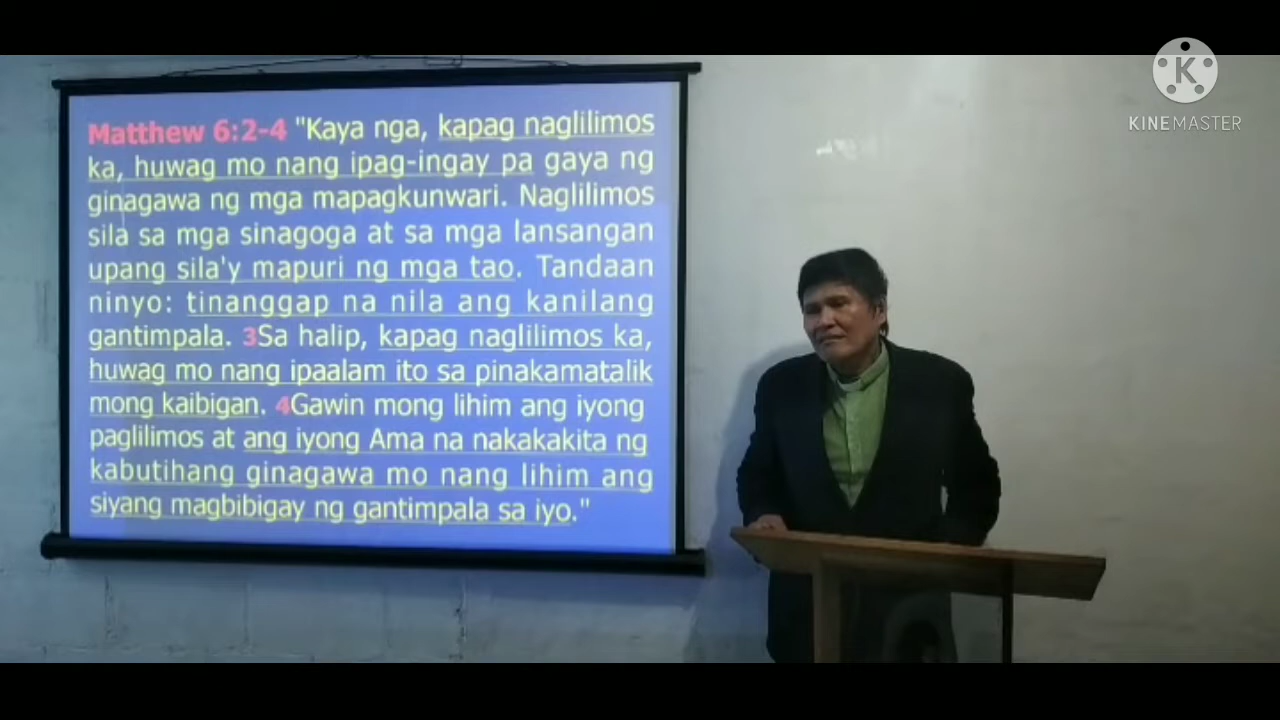 Matthew 6:2-4 "Kaya nga, kapag naglilimos
ka, huwag mo nang ipag-ingay pa gaya ng
ginagawa ng mga mapagkunwari. Naglilimos
sila sa mga sinagoga at sa mga lansangan
upang sila'y mapuri ng mga tao. Tandaan
ninyo: tinanggap na nila ang kanilang
gantimpala. 3Sa halip, kapag naglilimos ka,
huwag mo nang ipaalam ito sa pinakamatalik
mong kaibigan. 4Gawin mong lihim ang iyong
paglilimos at ang iyong Ama na nakakakita ng
kabutihang ginagawa mo nang lihim ang
siyang magbibigay ng gantimpala sa iyo."
K
KINEMASTER